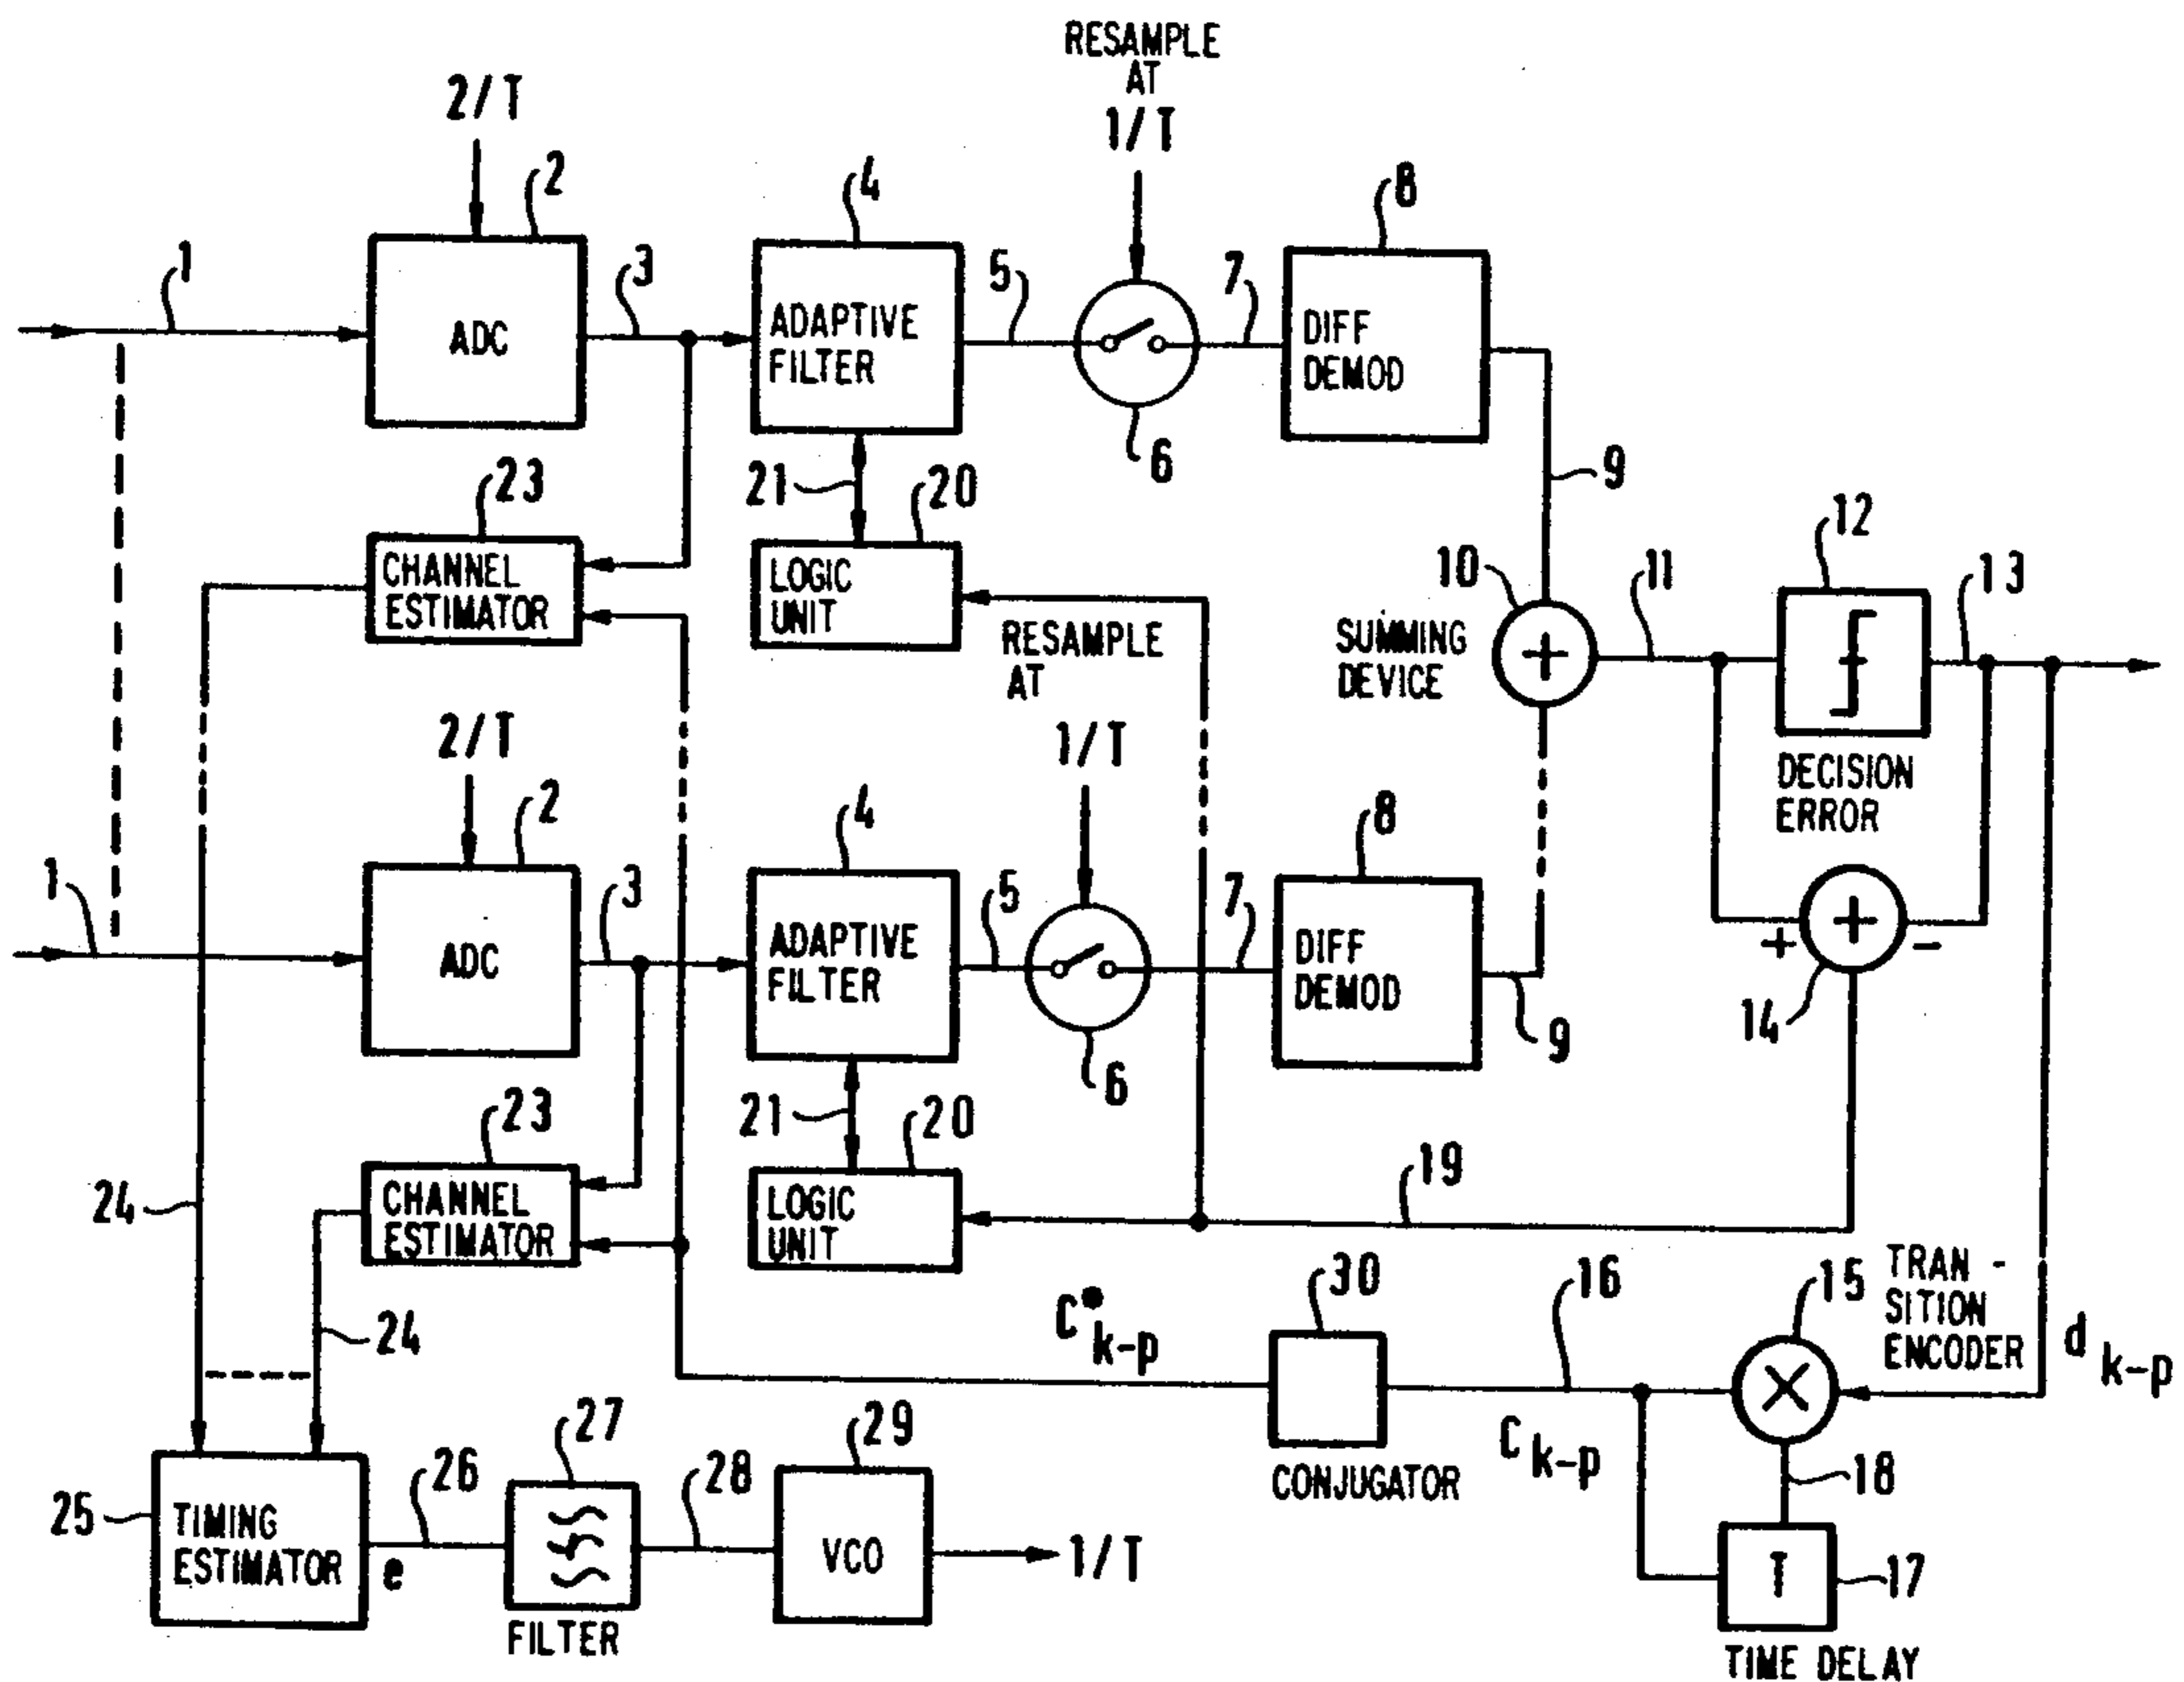 RESAMPLE
AT
1/T
2/T
2
4
8
1
3
5
7
ADC
ADAPTIVE
FILTER
DIFF
DEMOD
6
9
23
21
20
12
CHANNEL
ESTIMATOR
LOGIC
UNIT
10
11
13
RESAMPLE
AT
SUMMING
DEVICE
+
2/T
1/T
DECISION
ERROR
2
4
8
1
3
5
7
ADC
ADAPTIVE
FILTER
DIFF
DEMOD
+
+
-
14
6
9
23
21
20
19
24
CHANNEL
ESTIMATOR
LOGIC
UNIT
24
C•k-p
30
16
15
TRAN -
SITION
ENCODER
d k-p
X
25
TIMING
ESTIMATOR
e
26
27
28
29
VCO
1/T
FILTER
CONJUGATOR
C k-p
18
T
17
TIME DELAY